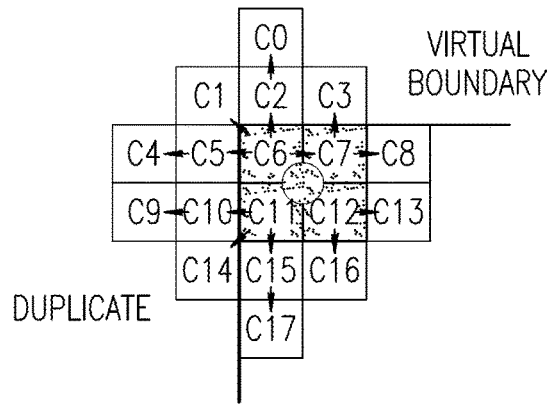 C0
VIRTUAL
BOUNDARY
C1 C2 C3
C4 C5 C6 C7 C8
C9 C10 C11 C12 C13
C14 C15 C16
DUPLICATE
C17